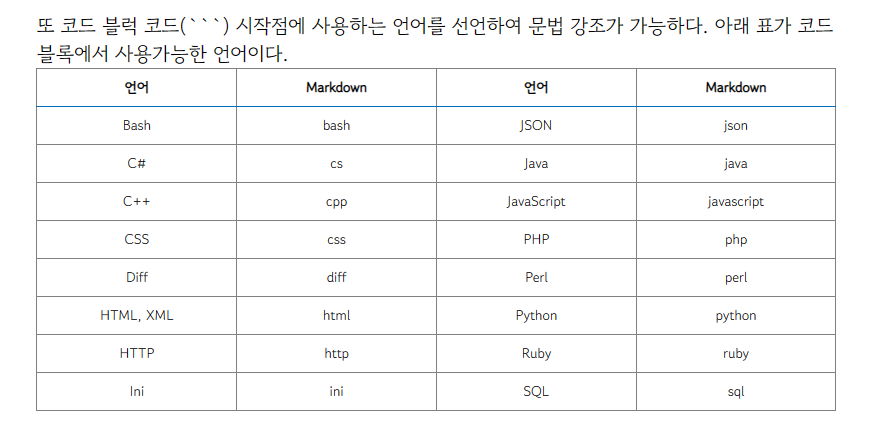 또 코드 블럭 코드(```) 시작점에 사용하는 언어를 선언하여 문법 강조가 가능하다. 아래 표가 코드
블록에서 사용가능한 언어이다.
언어 Markdown 언어 Markdown
Bash bash JSON json
C# cs Java java
C++ cpp JavaScript javascript
CSS css PHP php
Diff diff Perl perl
HTML, XML html Python python
HTTP http Ruby ruby
Ini ini SQL sql